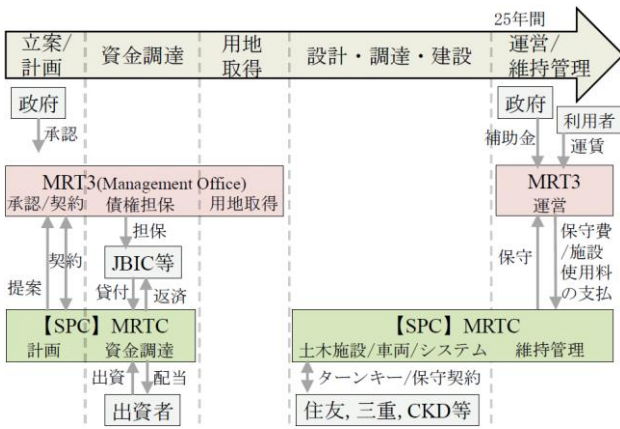 25年間
立案/
計画
資金調達
用地
取得
設計・調達・建設
運営/
維持管理
政府
承認
政府
利用者
補助金
運賃
MRT3(Management Office)
承認/契約 債権担保 用地取得
MRT3
運営
担保
JBIC等
提案
契約
貸付
返済
保守
保守費
/施設
使用料
の支払
【SPC】MRTC
計画 資金調達
【SPC】MRTC
土木施設/車両/システム 維持管理
出資
配当
出資者
ターンキー/保守契約
住友, 三重, CKD等